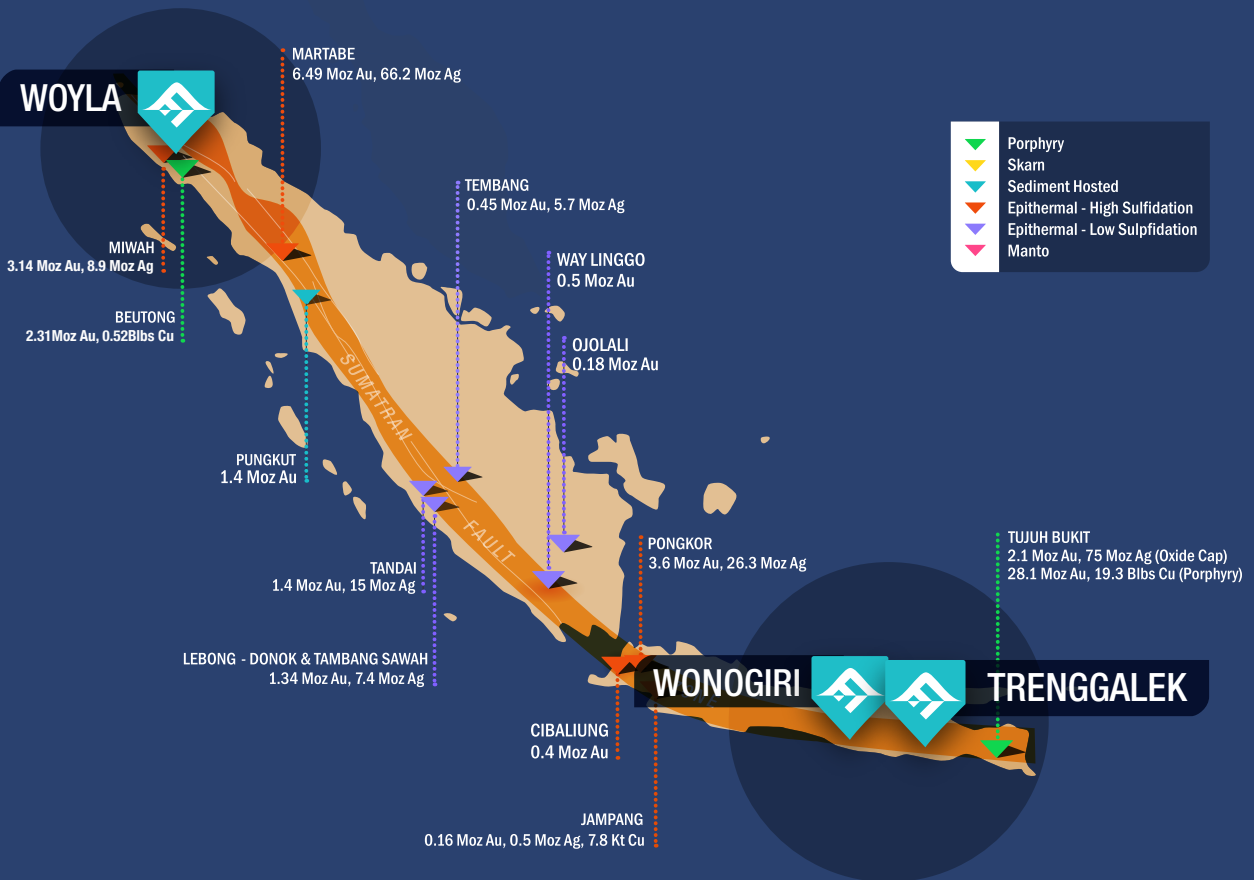 MARTABE
6.49 Moz Au, 66.2 Moz Ag
WOYLA
Porphyry
Skarn
Sediment Hosted
Epithermal - High Sulfidation
Epithermal - Low Sulpfidation
Manto
TEMBANG
0.45 Moz Au, 5.7 Moz Ag
MIWAH
3.14 Moz Au, 8.9 Moz Ag
WAY LINGGO
0.5 Moz Au
BEUTONG
2.31Moz Au, 0.52Blbs Cu
OJOLALI
0.18 Moz Au
SUMATRAN
FAULT
PUNGKUT
1.4 Moz Au
PONGKOR
3.6 Moz Au, 26.3 Moz Ag
TUJUH BUKIT
2.1 Moz Au, 75 Moz Ag (Oxide Cap)
28.1 Moz Au, 19.3 Blbs Cu (Porphyry)
TANDAI
1.4 Moz Au, 15 Moz Ag
LEBONG - DONOK & TAMBANG SAWAH
1.34 Moz Au, 7.4 Moz Ag
WONOGIRI
TRENGGALEK
CIBALIUNG
0.4 Moz Au
JAMPANG
0.16 Moz Au, 0.5 Moz Ag, 7.8 Kt Cu